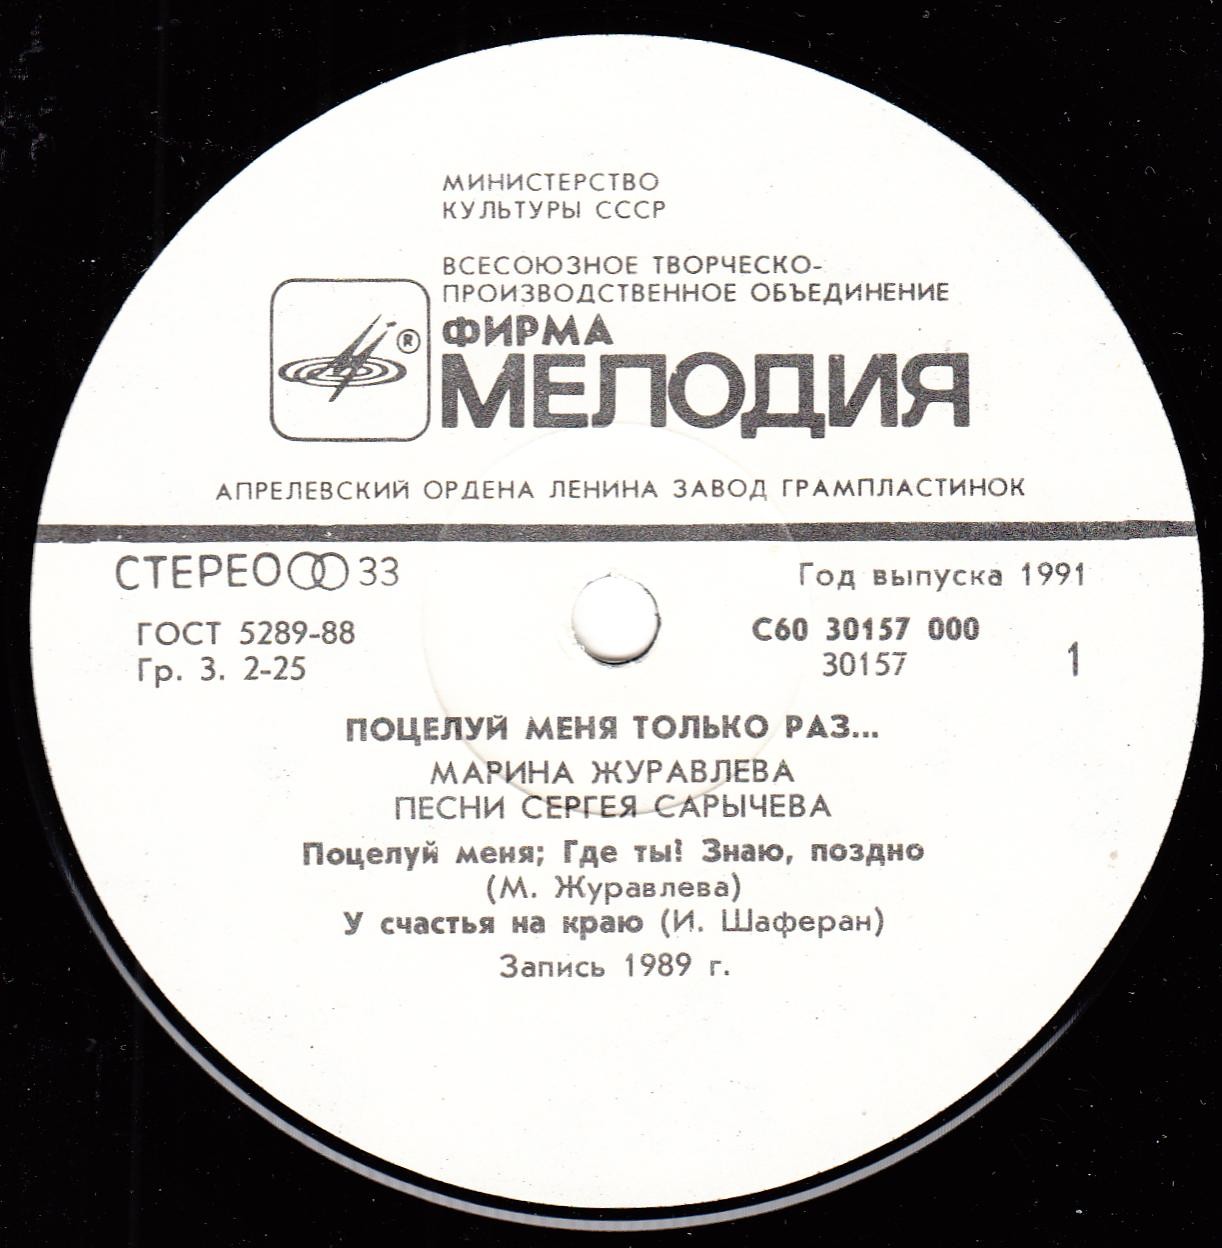 МИНИСТЕРСТВО
КУЛЬТУРЫ СССР
ВСЕСОЮЗНОЕ ТВОРЧЕСКО-
ПРОИЗВОДСТВЕННОЕ ОБЪЕДИНЕНИЕ
®
ФИРМА
МЕЛОДИЯ
АПРЕЛЕВСКИЙ ОРДЕНА ЛЕНИНА ЗАВОД ГРАМПЛАСТИНОК
СТЕРЕО 33
Год выпуска 1991
ГОСТ 5289-88
С60 30157 000
Гр. 3. 2-25
30157
1
ПОЦЕЛУЙ МЕНЯ ТОЛЬКО РАЗ...
МАРИНА ЖУРАВЛЕВА
ПЕСНИ СЕРГЕЯ САРЫЧЕВА
Поцелуй меня; Где ты! Знаю, поздно
(М. Журавлева)
У счастья на краю (И. Шаферан)
Запись 1989 г.